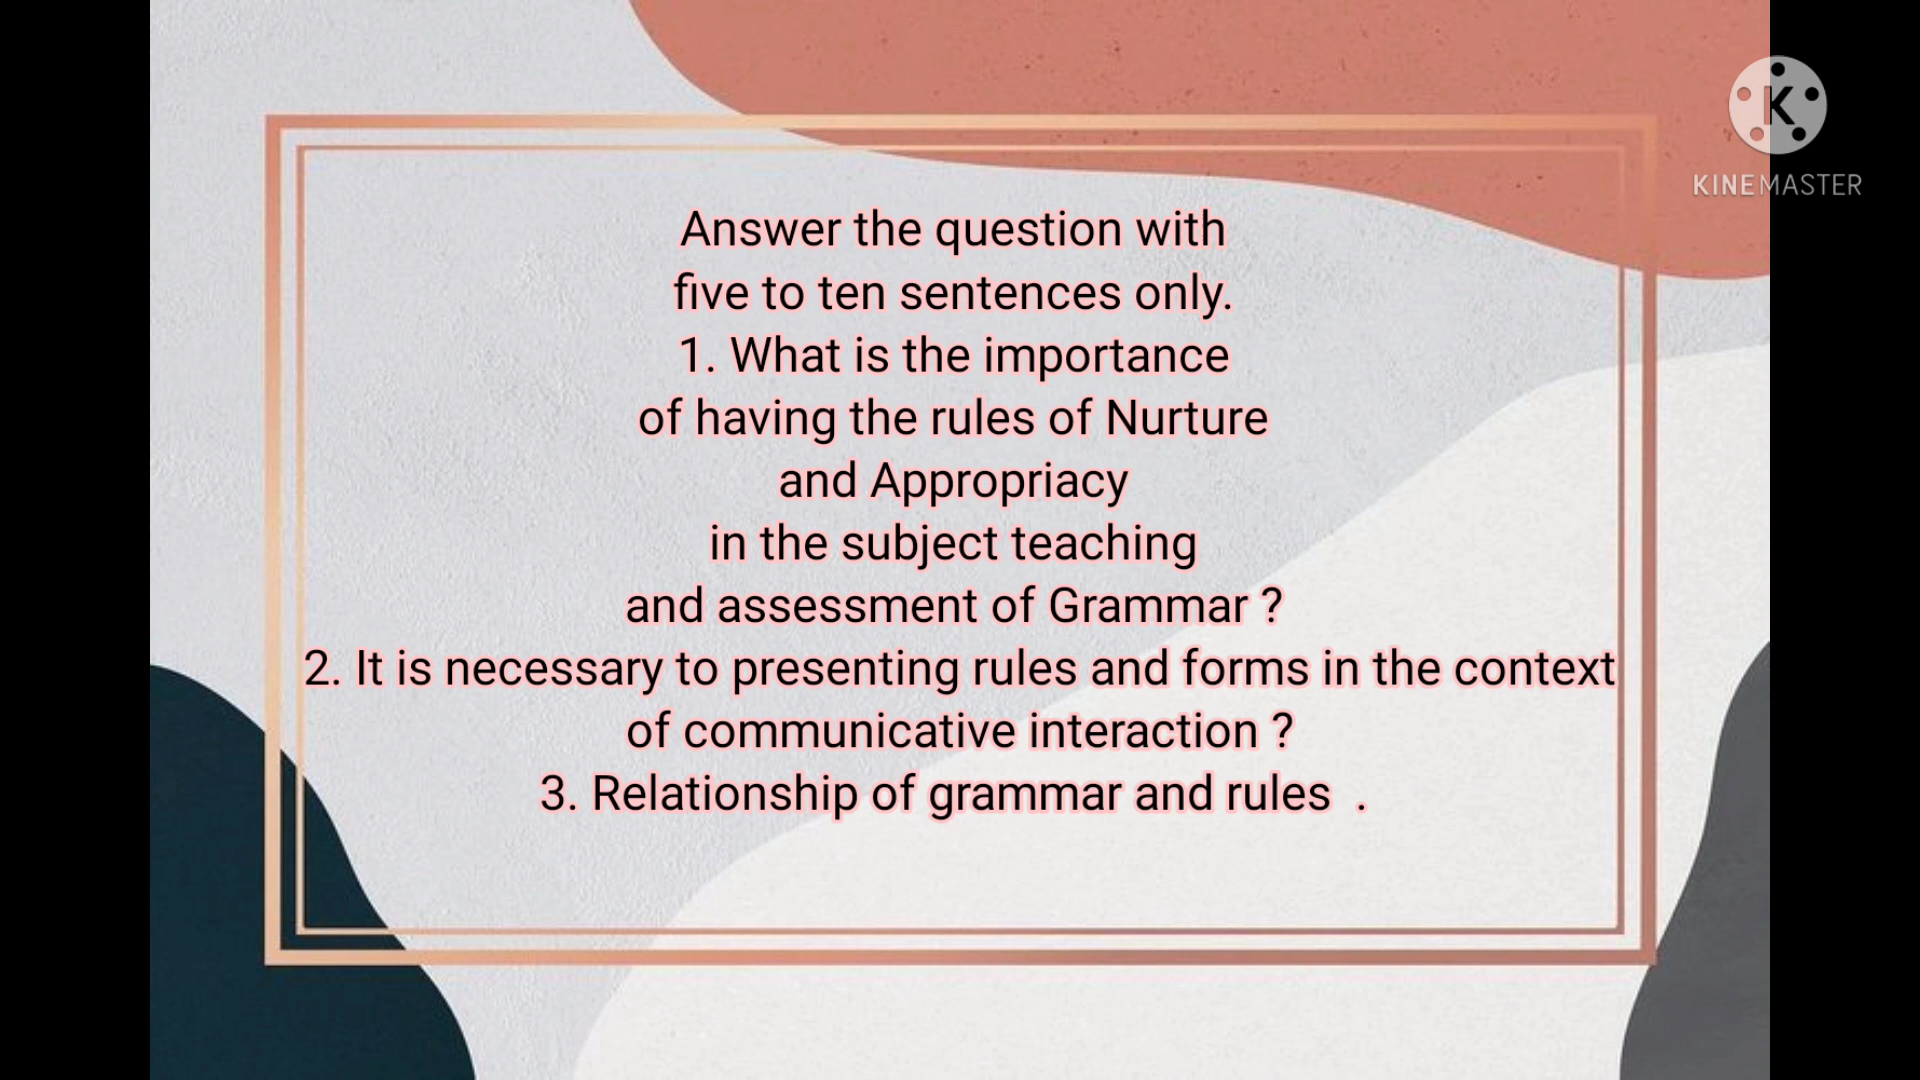 KINEMASTER
Answer the question with
five to ten sentences only.
1. What is the importance
of having the rules of Nurture
and Appropriacy
in the subject teaching
and assessment of Grammar ?
2. It is necessary to presenting rules and forms in the context
of communicative interaction ?
3. Relationship of grammar and rules .